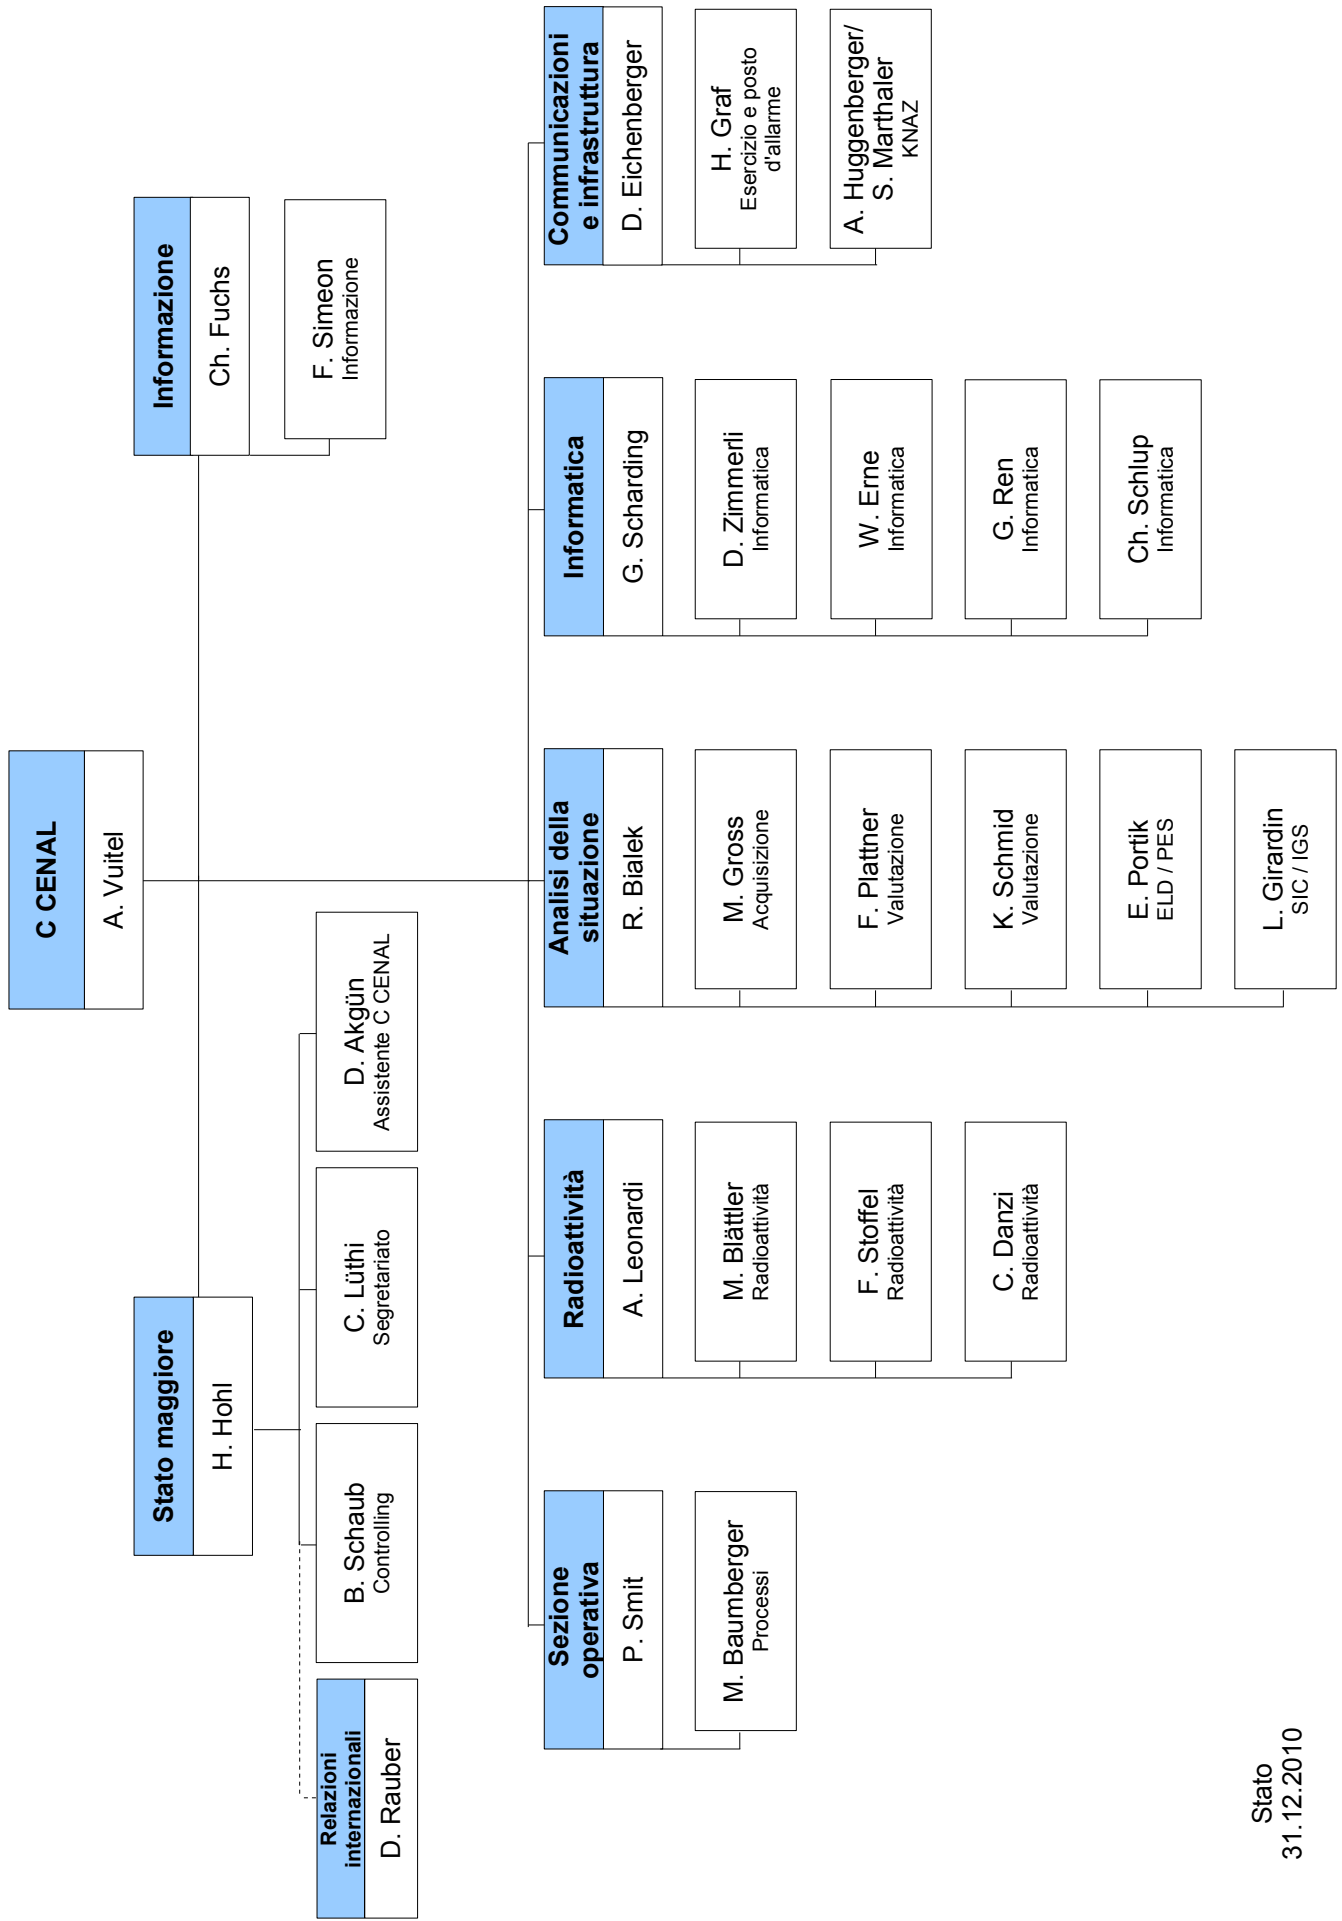 C CENAL
A. Vuitel
Stato maggiore
H. Hohl
Informazione
Ch. Fuchs
F. Simeon
Informazione
Relazioni
internazionali
D. Rauber
B. Schaub
Controlling
C. Lüthi
Segretariato
D. Akgün
Assistente C CENAL
Sezione
operativa
P. Smit
M. Baumberger
Processi
Radioattività
A. Leonardi
M. Blättler
Radioattività
F. Stoffel
Radioattività
C. Danzi
Radioattività
Analisi della
situazione
R. Bialek
M. Gross
Acquisizione
F. Plattner
Valutazione
K. Schmid
Valutazione
E. Portik
ELD / PES
L. Girardin
SIC / IGS
Informatica
G. Scharding
D. Zimmerli
Informatica
W. Erne
Informatica
G. Ren
Informatica
Ch. Schlup
Informatica
Communicazioni
e infrastruttura
D. Eichenberger
H. Graf
Esercizio e posto
d'allarme
A. Huggenberger/
S. Marthaler
KNAZ
Stato
31.12.2010